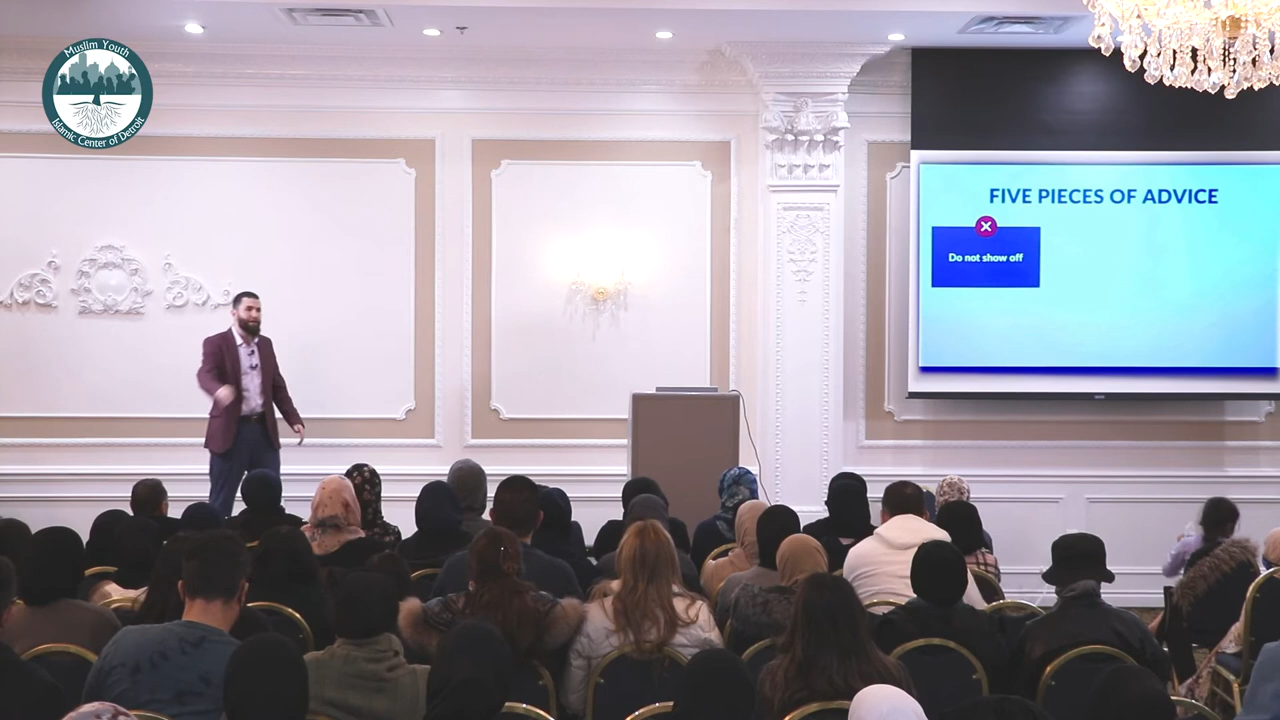 Muslim Youth
Islamic Center of Detroit
FIVE PIECES OF ADVICE
Do not show off